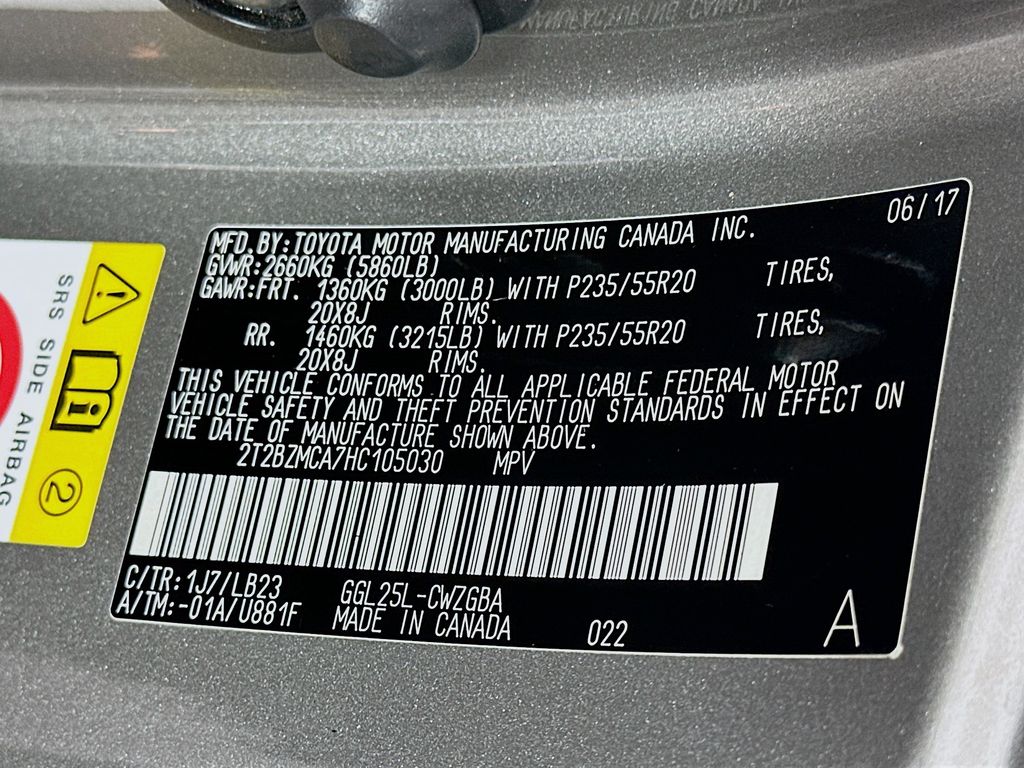 06/17
MFD. BY: TOYOTA MOTOR MANUFACTURING CANADA INC.
GVWR: 2660KG (5860LB)
GAWR: FRT. 1360KG (3000LB) WITH P235/55R20 TIRES,
20X8J RIMS.
RR. 1460KG (3215LB) WITH P235/55R20 TIRES,
20X8J RIMS.
THIS VEHICLE CONFORMS TO ALL APPLICABLE FEDERAL MOTOR
VEHICLE SAFETY AND THEFT PREVENTION STANDARDS IN EFFECT ON
THE DATE OF MANUFACTURE SHOWN ABOVE.
2T2BZMCA7HC105030 MPV
C/TR: 1J7/LB23 GGL25L-CWZGBA
A/TM: -01A/U881F MADE IN CANADA 022 A
SRS SIDE AIRBAG
2